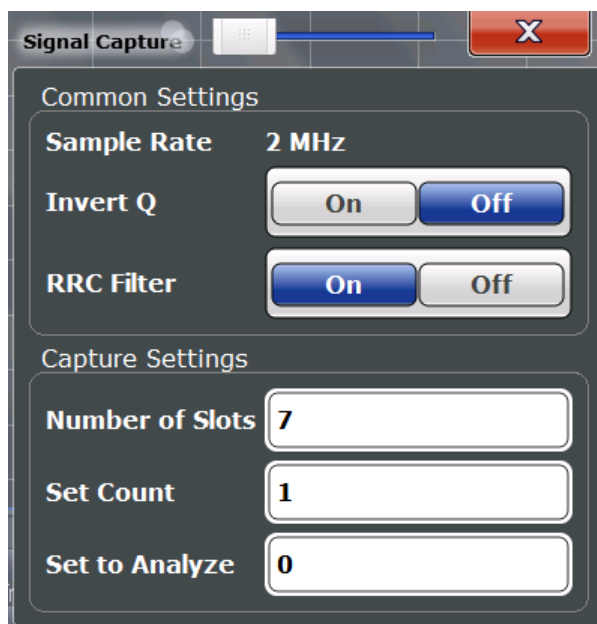 Signal Capture X
Common Settings
Sample Rate 2 MHz
Invert Q On Off
RRC Filter On Off
Capture Settings
Number of Slots 7
Set Count 1
Set to Analyze 0